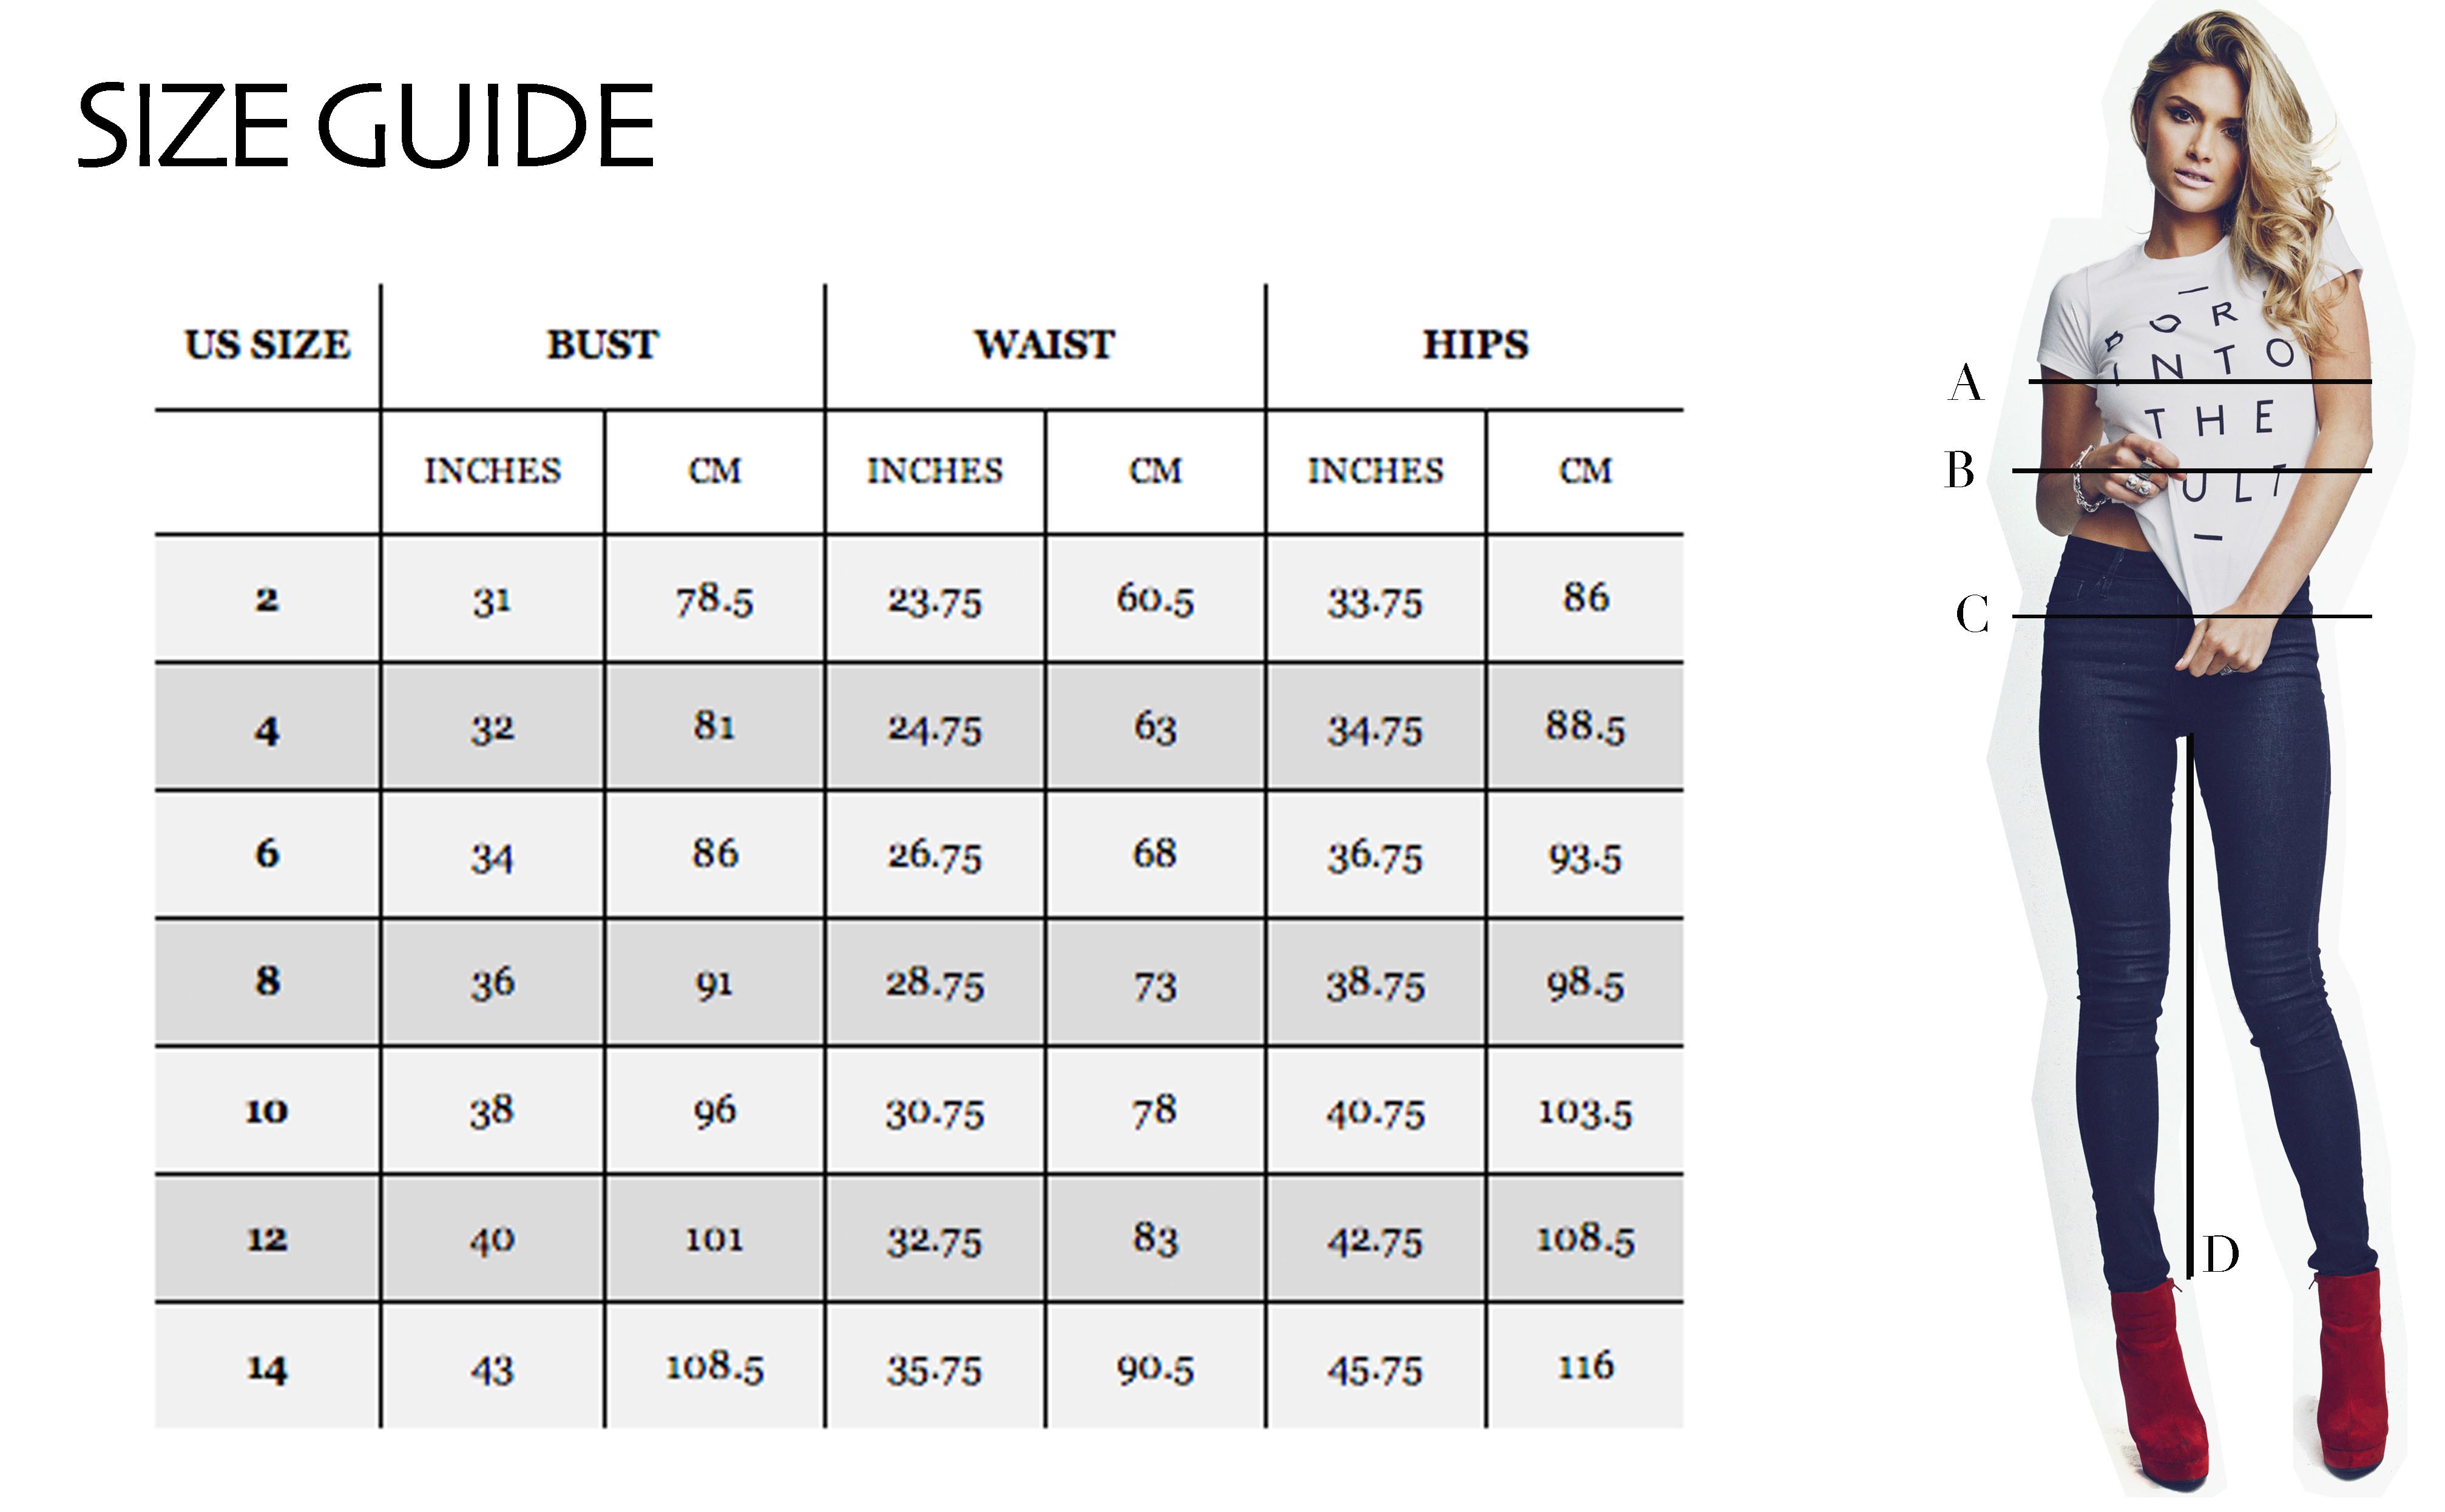 SIZE GUIDE
US SIZE BUST WAIST HIPS
INCHES CM INCHES CM INCHES CM
2 31 78.5 23.75 60.5 33.75 86
4 32 81 24.75 63 34.75 88.5
6 34 86 26.75 68 36.75 93.5
8 36 91 28.75 73 38.75 98.5
10 38 96 30.75 78 40.75 103.5
12 40 101 32.75 83 42.75 108.5
14 43 108.5 35.75 90.5 45.75 116
BOR
INTO
THE
ULT
A
B
C
D